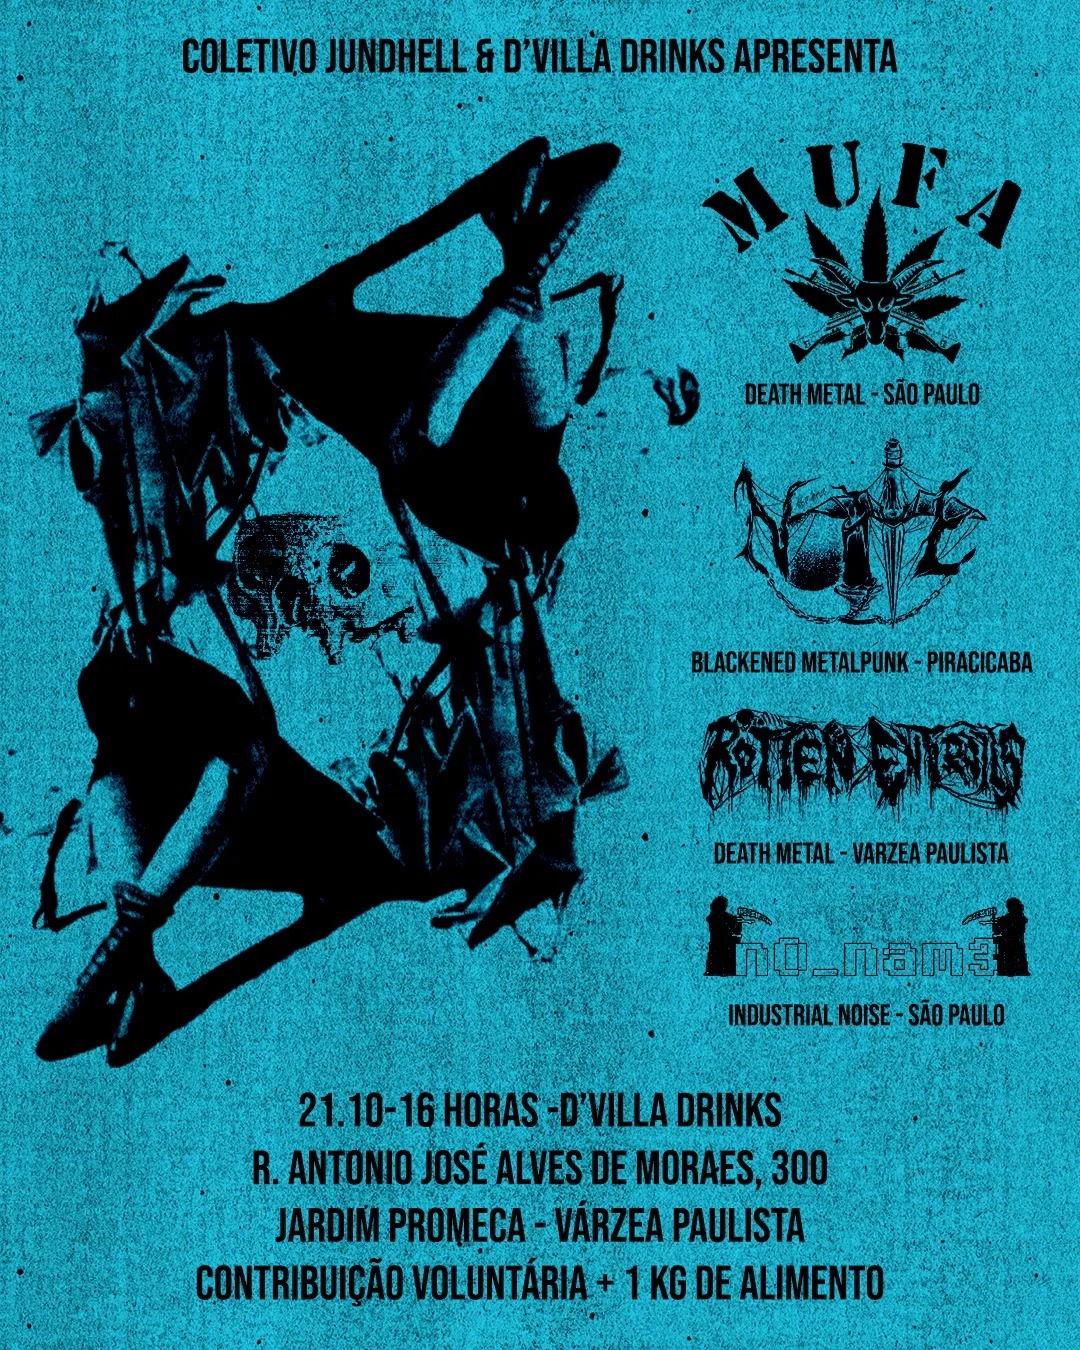 COLETIVO JUNDHELL & D'VILLA DRINKS APRESENTA
MUFA
DEATH METAL - SÃO PAULO
BLACKENED METALPUNK - PIRACICABA
ROTTEN ENTRAILS
DEATH METAL - VARZEA PAULISTA
n0_nam3
INDUSTRIAL NOISE - SÃO PAULO
21.10-16 HORAS -D'VILLA DRINKS
R. ANTONIO JOSÉ ALVES DE MORAES, 300
JARDIM PROMECA - VÁRZEA PAULISTA
CONTRIBUIÇÃO VOLUNTÁRIA + 1 KG DE ALIMENTO